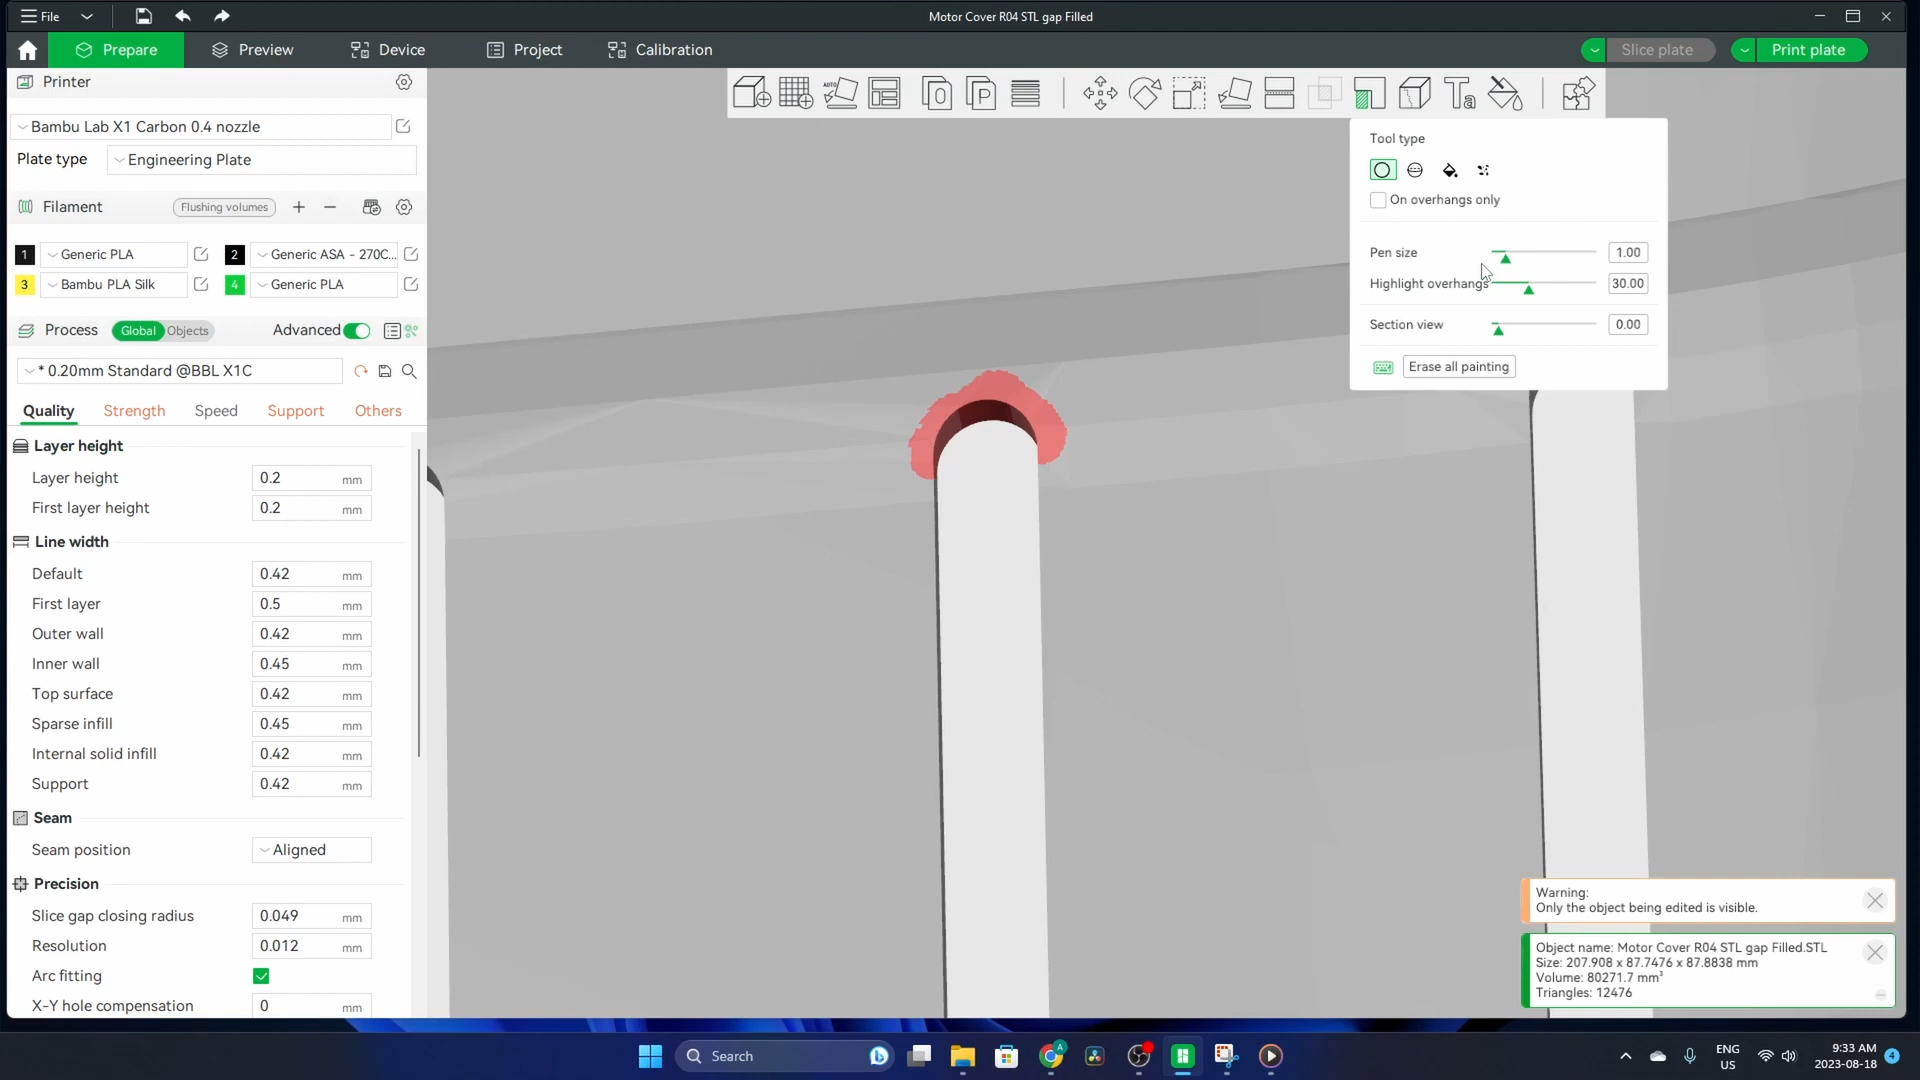 File
Motor Cover R04 STL gap Filled
Prepare
Preview
Device
Project
Calibration
Slice plate
Print plate
Printer
Bambu Lab X1 Carbon 0.4 nozzle
Plate type
Engineering Plate
Filament
Flushing volumes
1 Generic PLA
2 Generic ASA - 270C...
3 Bambu PLA Silk
4 Generic PLA
Process
Global
Objects
Advanced
* 0.20mm Standard @BBL X1C
Quality
Strength
Speed
Support
Others
Layer height
Layer height 0.2 mm
First layer height 0.2 mm
Line width
Default 0.42 mm
First layer 0.5 mm
Outer wall 0.42 mm
Inner wall 0.45 mm
Top surface 0.42 mm
Sparse infill 0.45 mm
Internal solid infill 0.42 mm
Support 0.42 mm
Seam
Seam position Aligned
Precision
Slice gap closing radius 0.049 mm
Resolution 0.012 mm
Arc fitting
X-Y hole compensation 0 mm
AUTO
O
P
Ta
Tool type
On overhangs only
Pen size 1.00
Highlight overhangs 30.00
Section view 0.00
Erase all painting
Warning:
Only the object being edited is visible.
Object name: Motor Cover R04 STL gap Filled.STL
Size: 207.908 x 87.7476 x 87.8838 mm
Volume: 80271.7 mm³
Triangles: 12476
Search
A
ENG
US
9:33 AM
2023-08-18
4